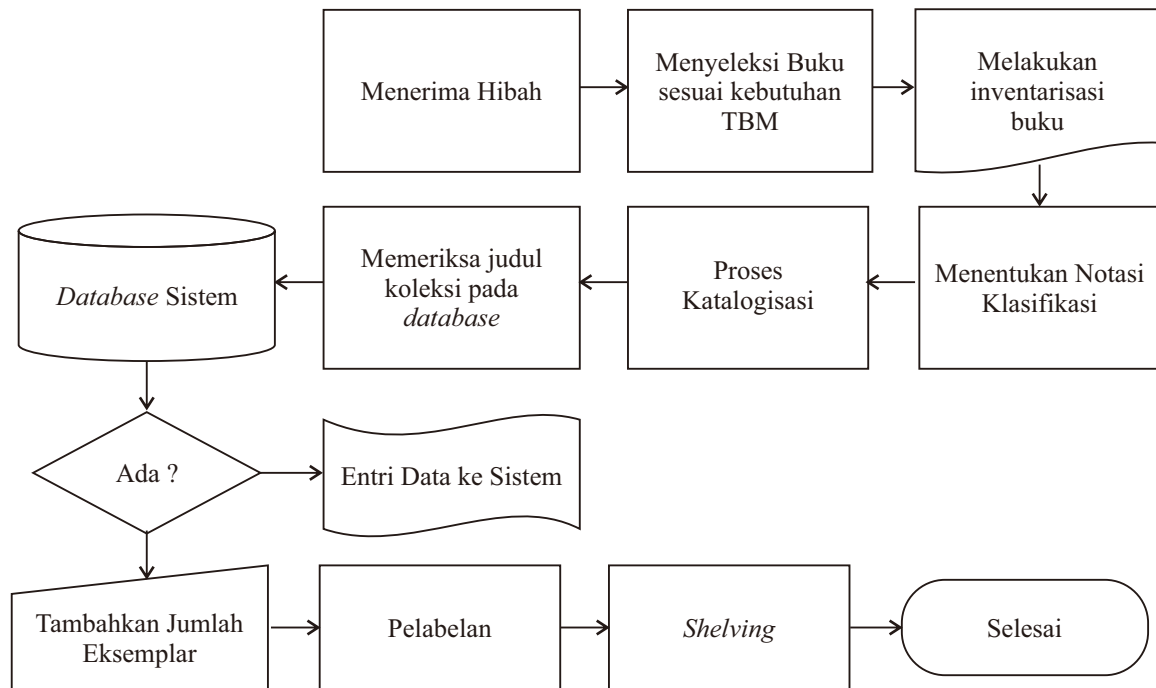 Menerima Hibah
Menyeleksi Buku
sesuai kebutuhan
TBM
Melakukan
inventarisasi
buku
Menentukan Notasi
Klasifikasi
Proses
Katalogisasi
Memeriksa judul
koleksi pada
database
Database Sistem
Ada ?
Entri Data ke Sistem
Tambahkan Jumlah
Eksemplar
Pelabelan
Shelving
Selesai